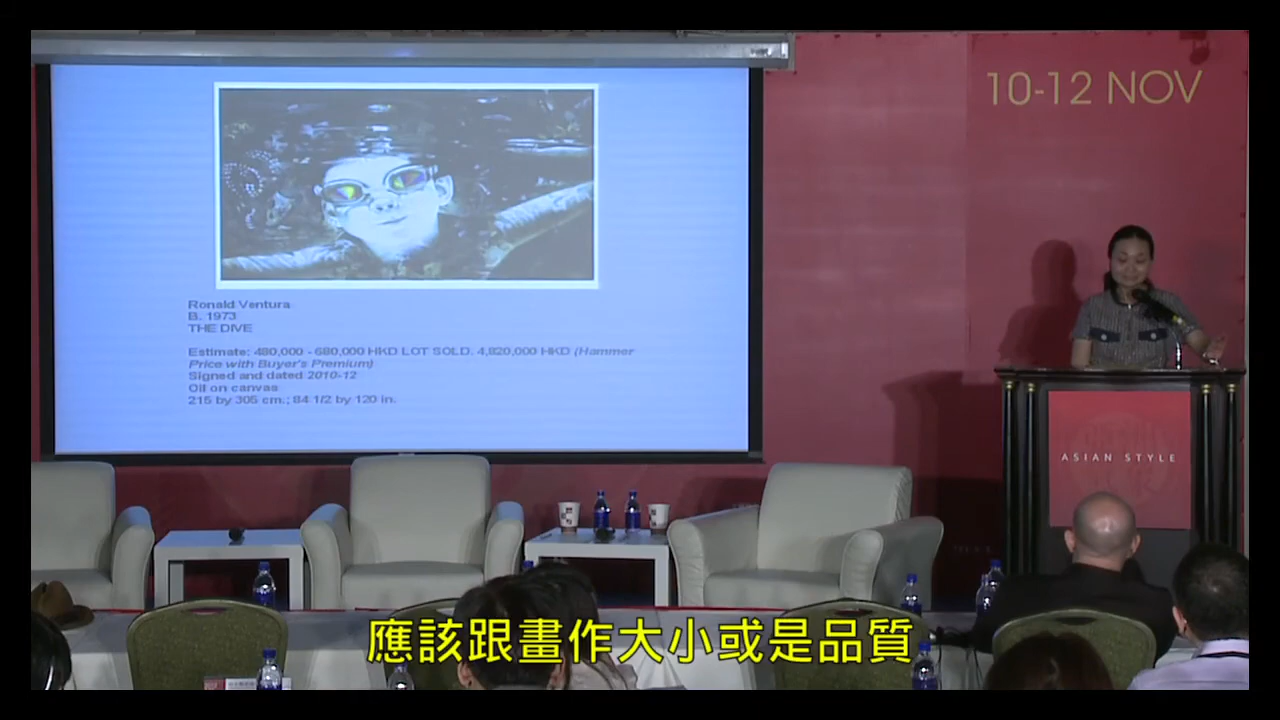 10-12 NOV
Ronald Ventura
B. 1973
THE DIVE
Estimate: 480,000 - 680,000 HKD LOT SOLD. 4,820,000 HKD (Hammer
Price with Buyer's Premium)
Signed and dated 2010-12
Oil on canvas
215 by 305 cm.; 84 1/2 by 120 in.
ASIAN STYLE
應該跟畫作大小或是品質